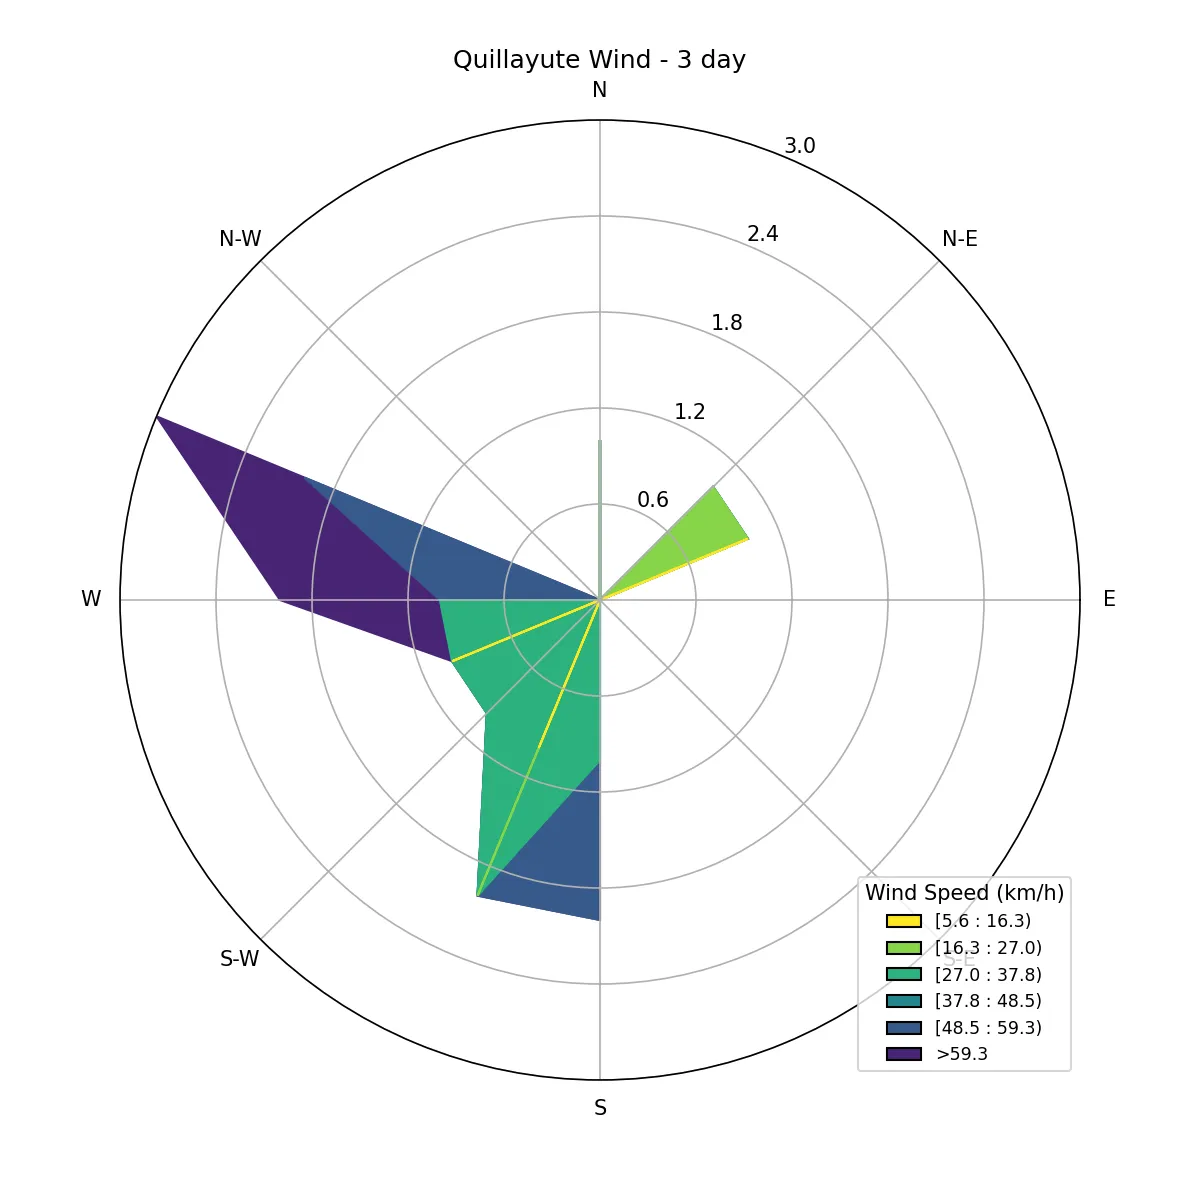 Quillayute Wind - 3 day
N
3.0
2.4
N-W
N-E
1.8
1.2
0.6
W
E
Wind Speed (km/h)
[5.6 : 16.3)
[16.3 : 27.0)
S-W
S-E
[27.0 : 37.8)
[37.8 : 48.5)
[48.5 : 59.3)
>59.3
S